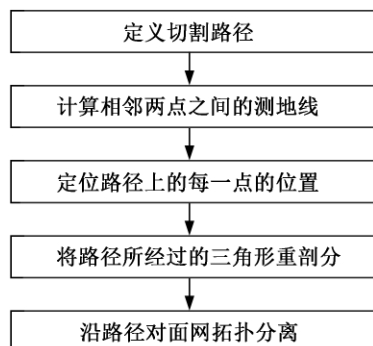 定义切割路径
计算相邻两点之间的测地线
定位路径上的每一点的位置
将路径所经过的三角形重剖分
沿路径对面网拓扑分离